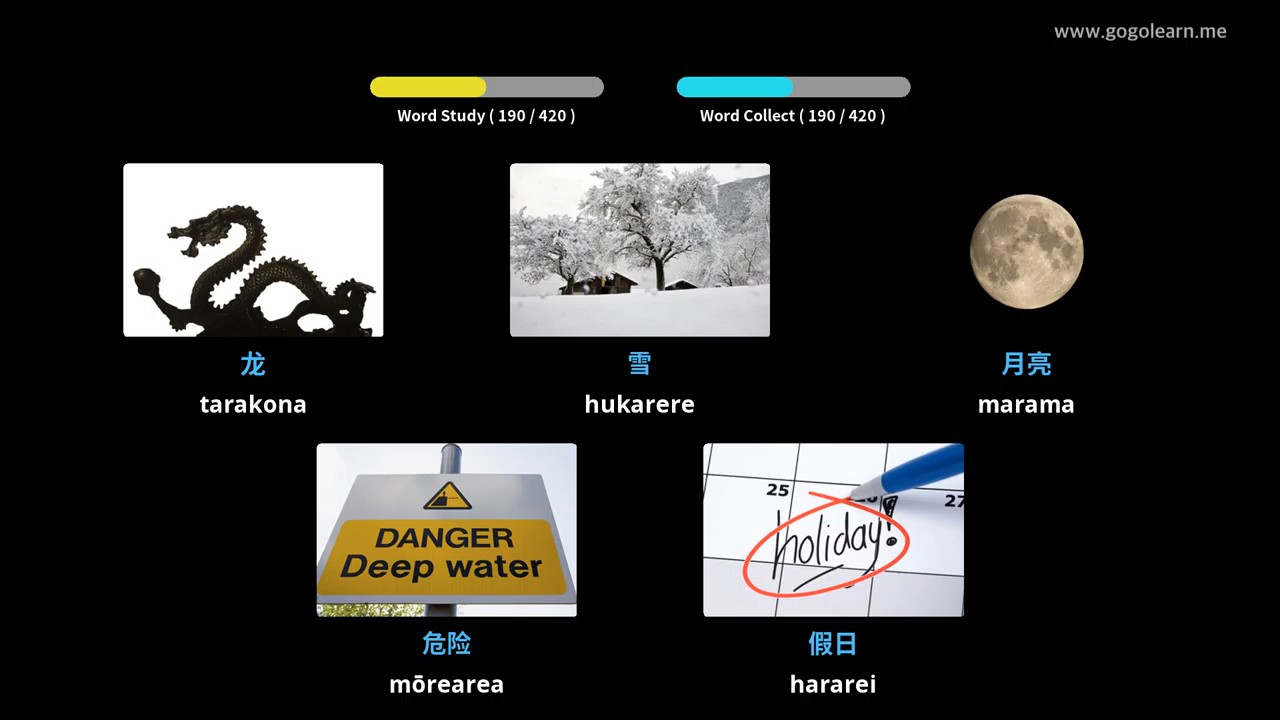 www.gogolearn.me
Word Study ( 190 / 420 )
Word Collect ( 190 / 420 )
龙
tarakona
雪
hukarere
月亮
marama
DANGER
Deep water
危险
mōrearea
25
27
holiday!
假日
hararei